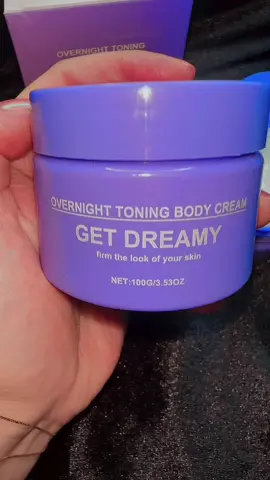 OVERNIGHT TONING
OVERNIGHT TONING BODY CREAM
GET DREAMY
firm the look of your skin
NET:100G/3.53OZ